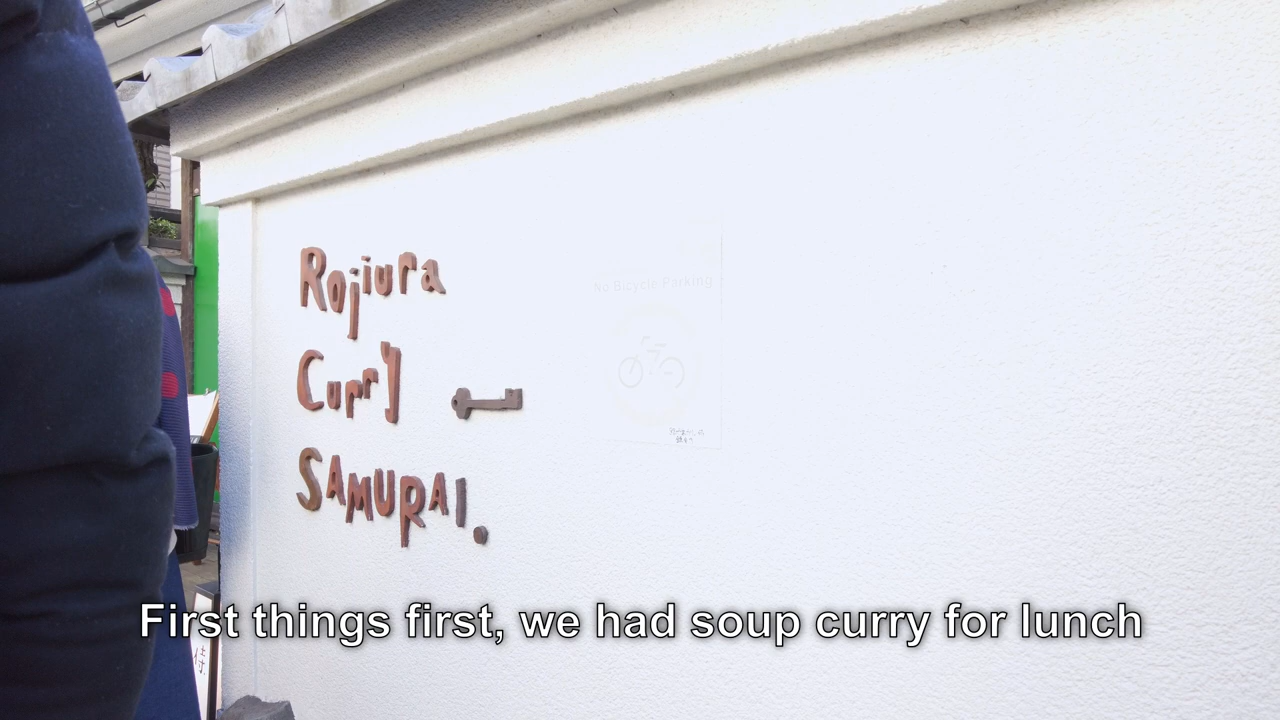 Rojiura
Curry
SAMURAI.
No Bicycle Parking
First things first, we had soup curry for lunch